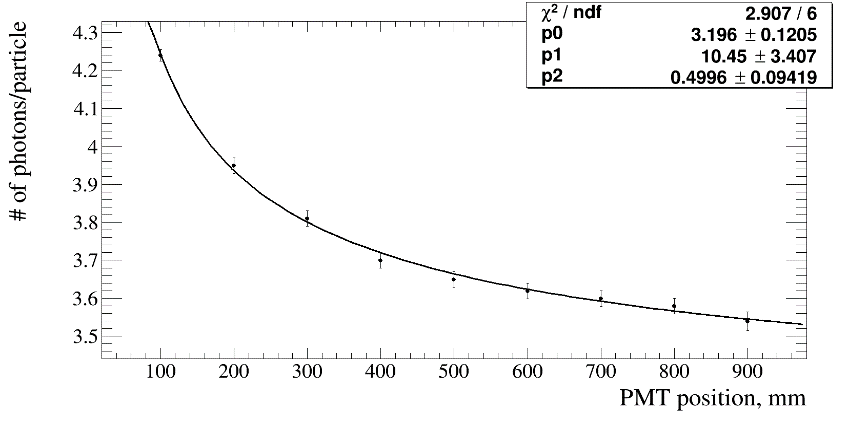 χ² / ndf 2.907 / 6
p0 3.196 ± 0.1205
p1 10.45 ± 3.407
p2 0.4996 ± 0.09419
# of photons/particle
4.3
4.2
4.1
4
3.9
3.8
3.7
3.6
3.5
100 200 300 400 500 600 700 800 900
PMT position, mm